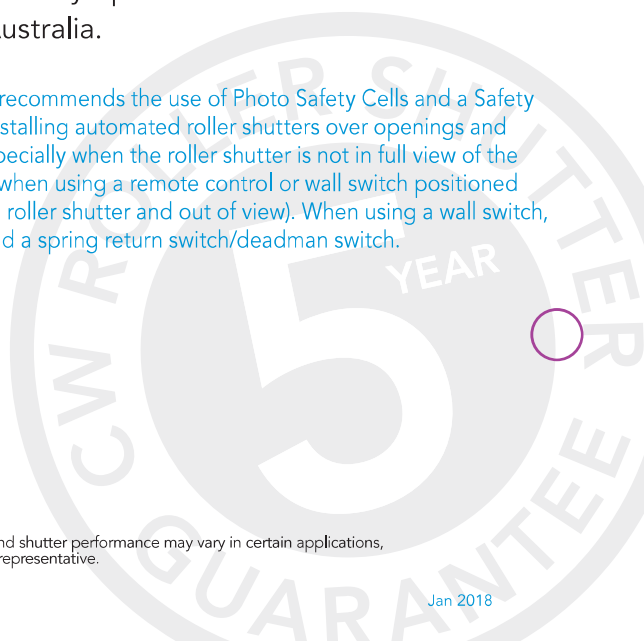 Australia.
recommends the use of Photo Safety Cells and a Safety
stalling automated roller shutters over openings and
pecially when the roller shutter is not in full view of the
when using a remote control or wall switch positioned
roller shutter and out of view). When using a wall switch,
d a spring return switch/deadman switch.
CW ROLLER SHUTTER
5
YEAR
GUARANTEE
nd shutter performance may vary in certain applications,
representative.
Jan 2018